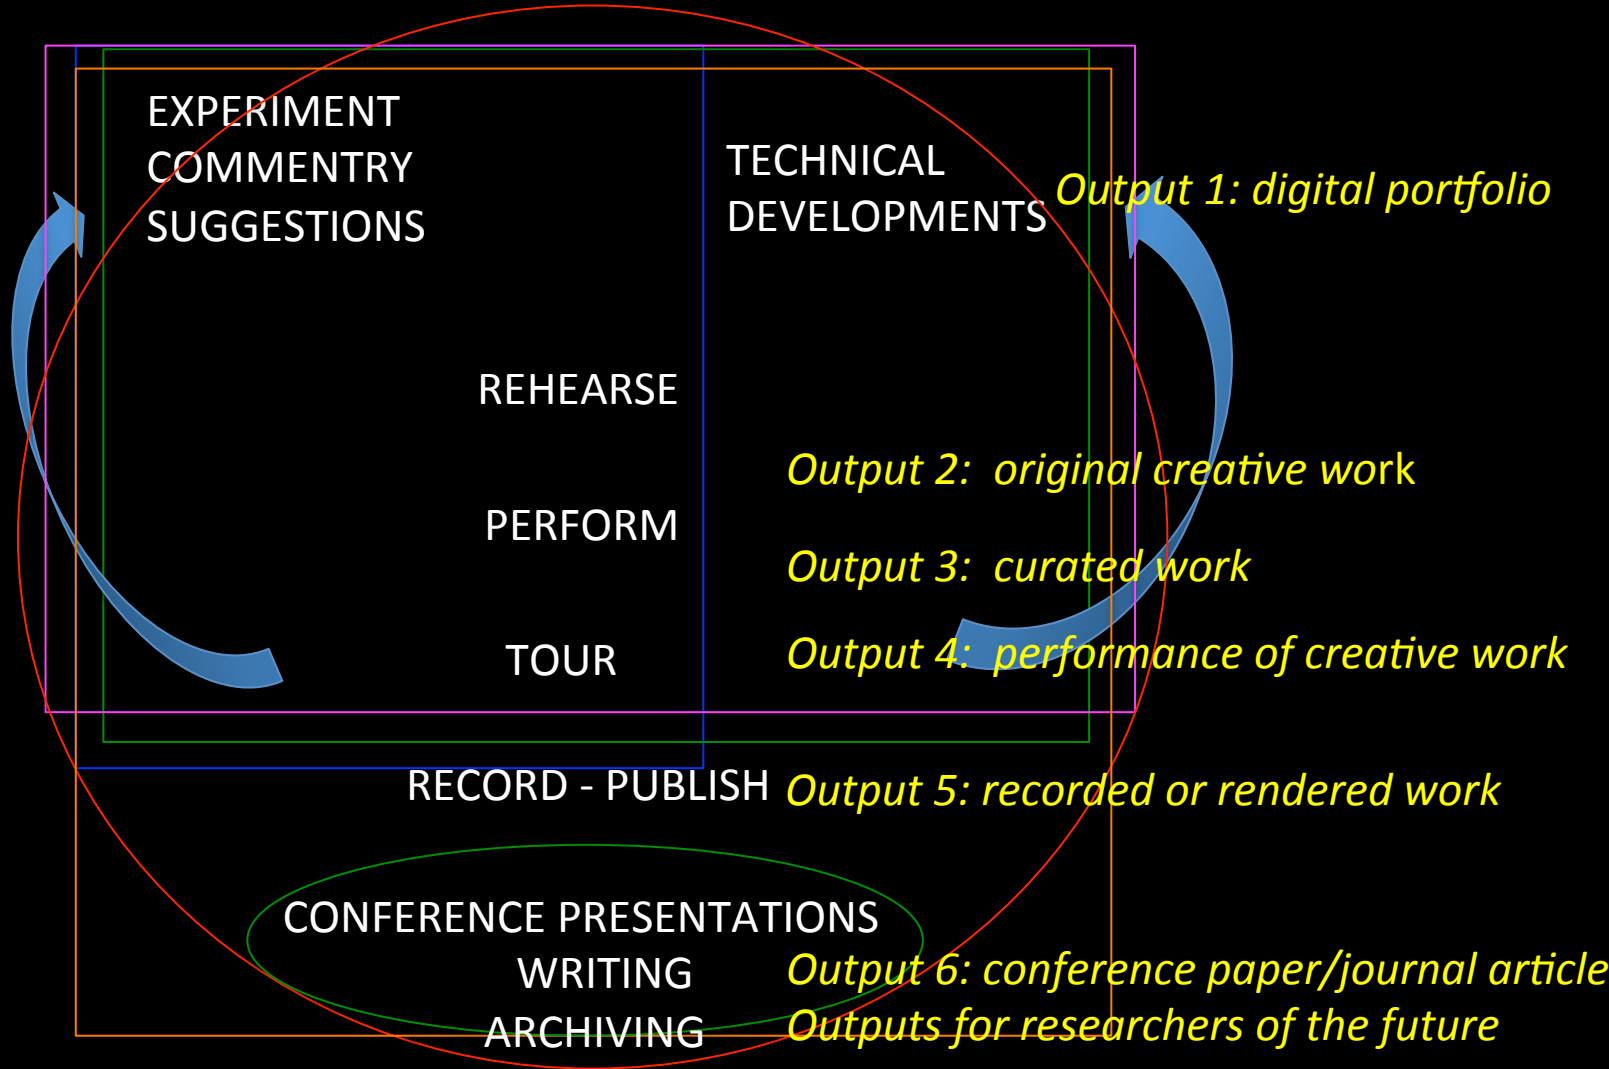 EXPERIMENT
COMMENTRY
SUGGESTIONS
TECHNICAL
DEVELOPMENTS
Output 1: digital portfolio
REHEARSE
Output 2:  original creative work
PERFORM
Output 3:  curated work
TOUR
Output 4:  performance of creative work
RECORD - PUBLISH
Output 5: recorded or rendered work
CONFERENCE PRESENTATIONS
WRITING
Output 6: conference paper/journal article
ARCHIVING
Outputs for researchers of the future